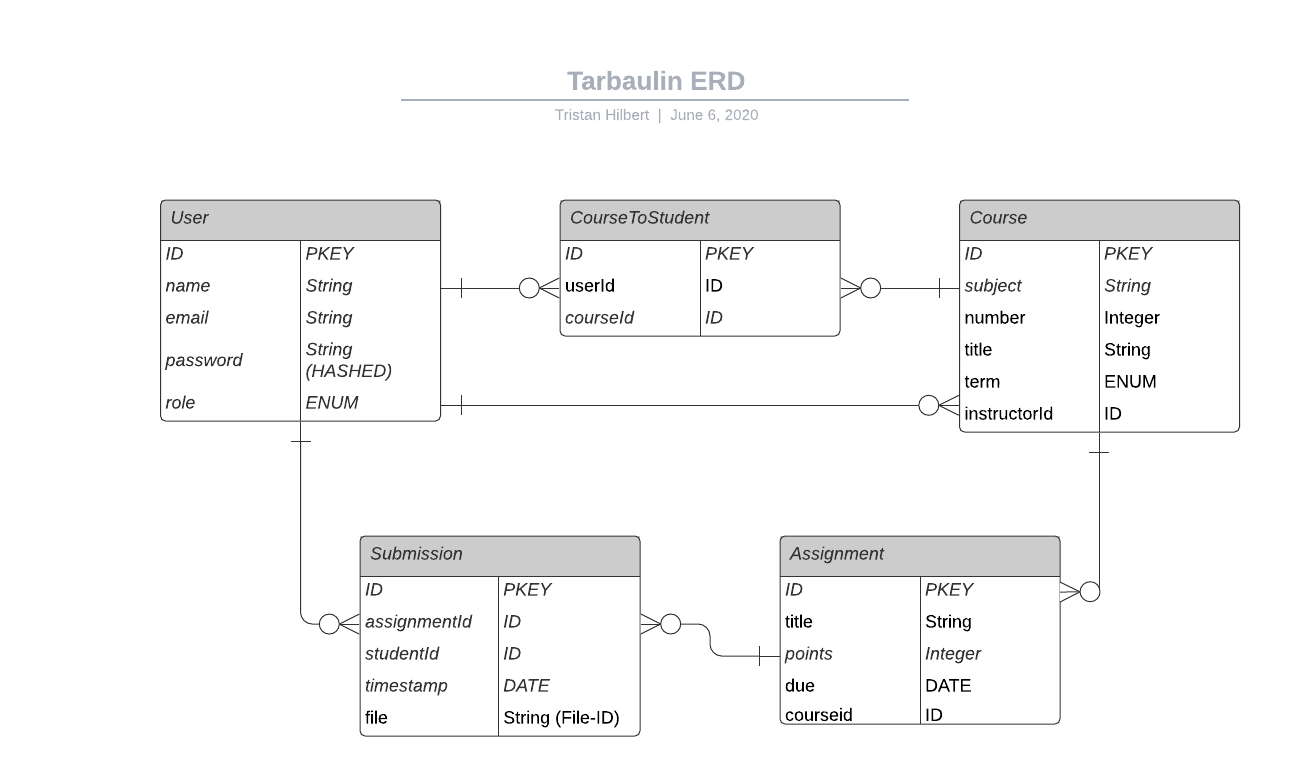 Tarbaulin ERD
Tristan Hilbert | June 6, 2020
User
ID PKEY
name String
email String
password String
(HASHED)
role ENUM
CourseToStudent
ID PKEY
userId ID
courseId ID
Course
ID PKEY
subject String
number Integer
title String
term ENUM
instructorId ID
Submission
ID PKEY
assignmentId ID
studentId ID
timestamp DATE
file String (File-ID)
Assignment
ID PKEY
title String
points Integer
due DATE
courseid ID